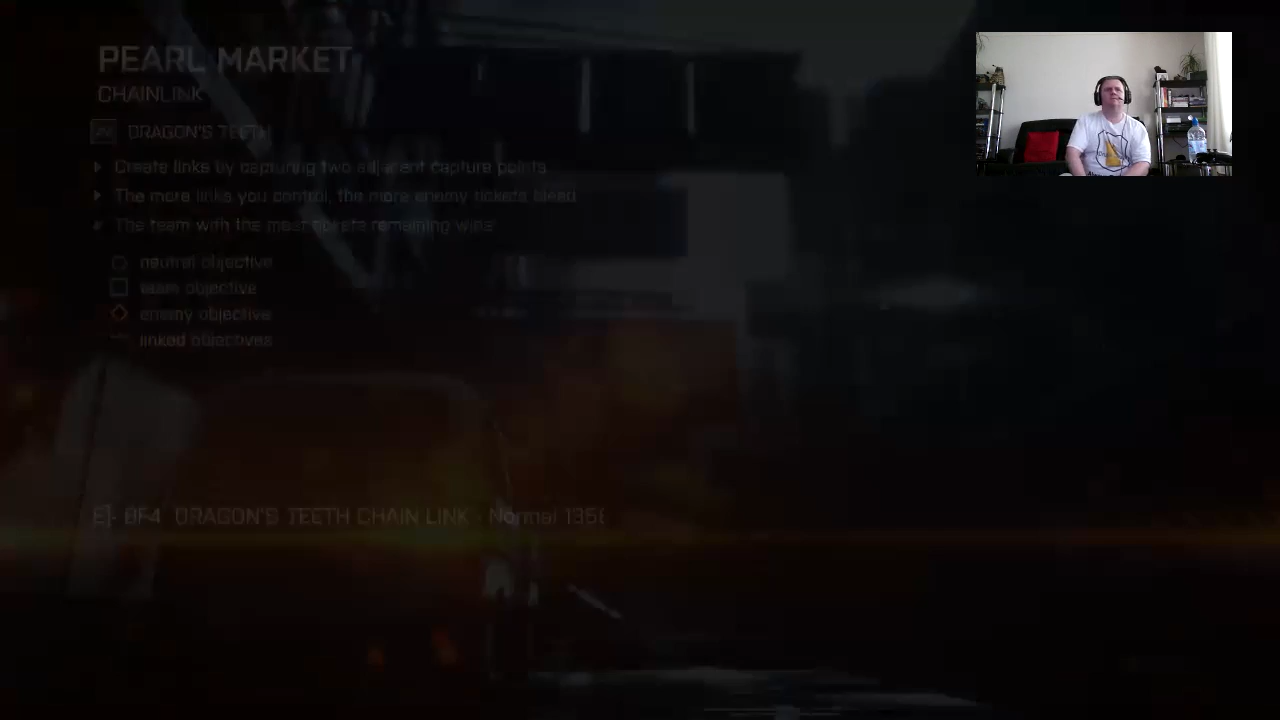 PEARL MARKET
CHAINLINK
DRAGON'S TEETH
Create links by capturing two adjacent capture points
The more links you control, the more enemy tickets bleed
The team with the most tickets remaining wins
neutral objective
team objective
enemy objective
linked objectives
E]- BF4 DRAGON'S TEETH CHAIN LINK - Normal